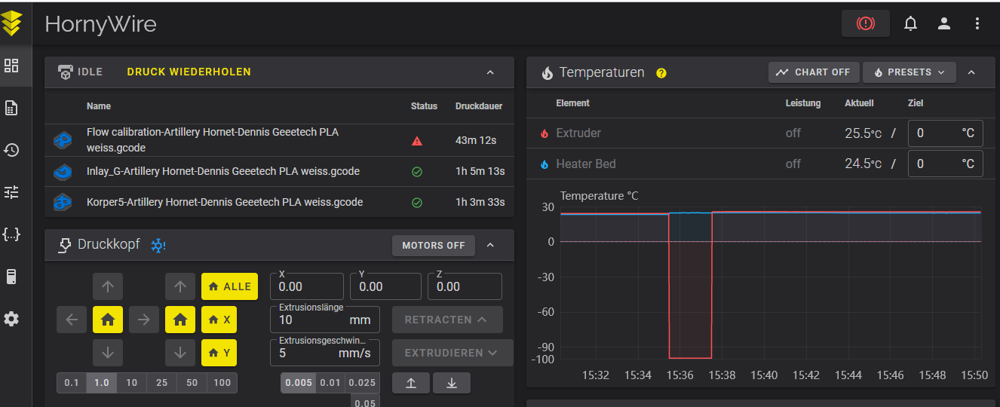 HornyWire
IDLE DRUCK WIEDERHOLEN
Name Status Druckdauer
Flow calibration-Artillery Hornet-Dennis Geeetech PLA
weiss.gcode
43m 12s
Inlay_G-Artillery Hornet-Dennis Geeetech PLA weiss.gcode 1h 5m 13s
Korper5-Artillery Hornet-Dennis Geeetech PLA weiss.gcode 1h 3m 33s
Druckkopf MOTORS OFF
ALLE
X
Y
X
0.00
Y
0.00
Z
0.00
Extrusionslänge
10 mm
RETRACTEN
Extrusionsgeschwin...
5 mm/s
EXTRUDIEREN
0.1 1.0 10 25 50 100
0.005 0.01 0.025
0.05
Temperaturen ? CHART OFF PRESETS
Element Leistung Aktuell Ziel
Extruder off 25.5°C / 0 °C
Heater Bed off 24.5°C / 0 °C
Temperature °C
30
0
-30
-60
-90
-100
15:32 15:34 15:36 15:38 15:40 15:42 15:44 15:46 15:48 15:50